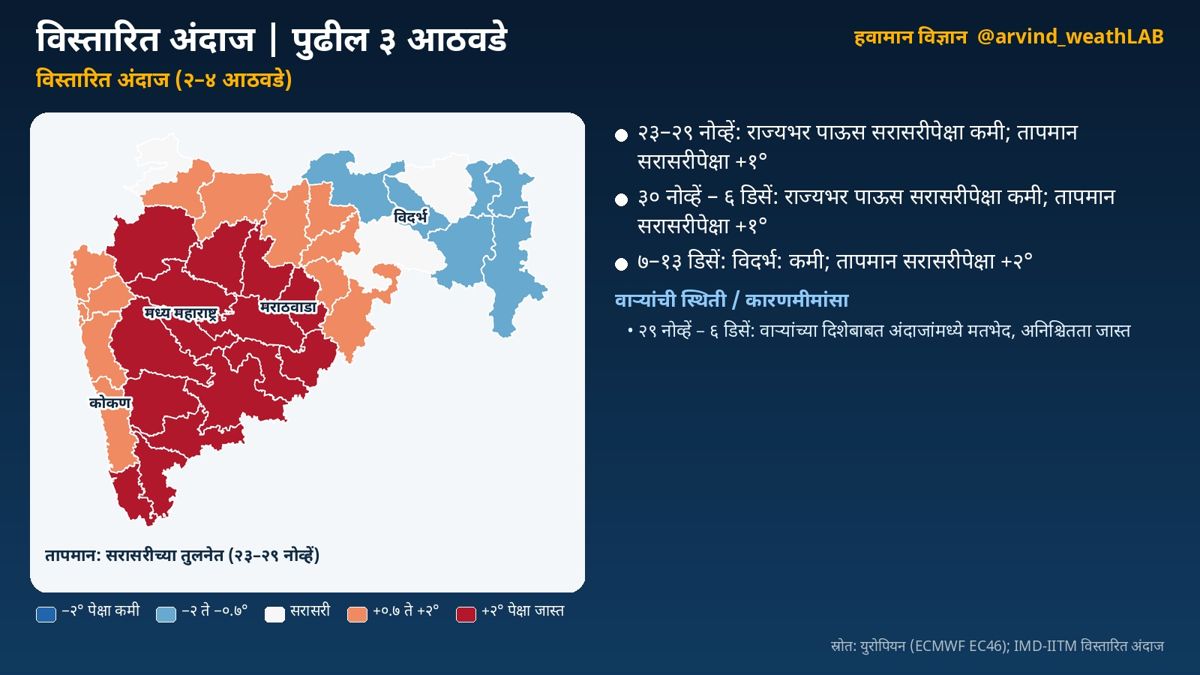 विस्तारित अंदाज | पुढील ३ आठवडे
हवामान विज्ञान @arvind_weathLAB
विस्तारित अंदाज (२–४ आठवडे)
विदर्भ
मध्य महाराष्ट्र
मराठवाडा
कोकण
तापमान: सरासरीच्या तुलनेत (२३–२९ नोव्हें)
−२° पेक्षा कमी
−२ ते −०.७°
सरासरी
+०.७ ते +२°
+२° पेक्षा जास्त
● २३–२९ नोव्हें: राज्यभर पाऊस सरासरीपेक्षा कमी; तापमान
सरासरीपेक्षा +१°
● ३० नोव्हें – ६ डिसें: राज्यभर पाऊस सरासरीपेक्षा कमी; तापमान
सरासरीपेक्षा +१°
● ७–१३ डिसें: विदर्भ: कमी; तापमान सरासरीपेक्षा +२°
वाऱ्यांची स्थिती / कारणमीमांसा
• २९ नोव्हें – ६ डिसें: वाऱ्यांच्या दिशेबाबत अंदाजांमध्ये मतभेद, अनिश्चितता जास्त
स्रोत: युरोपियन (ECMWF EC46); IMD-IITM विस्तारित अंदाज